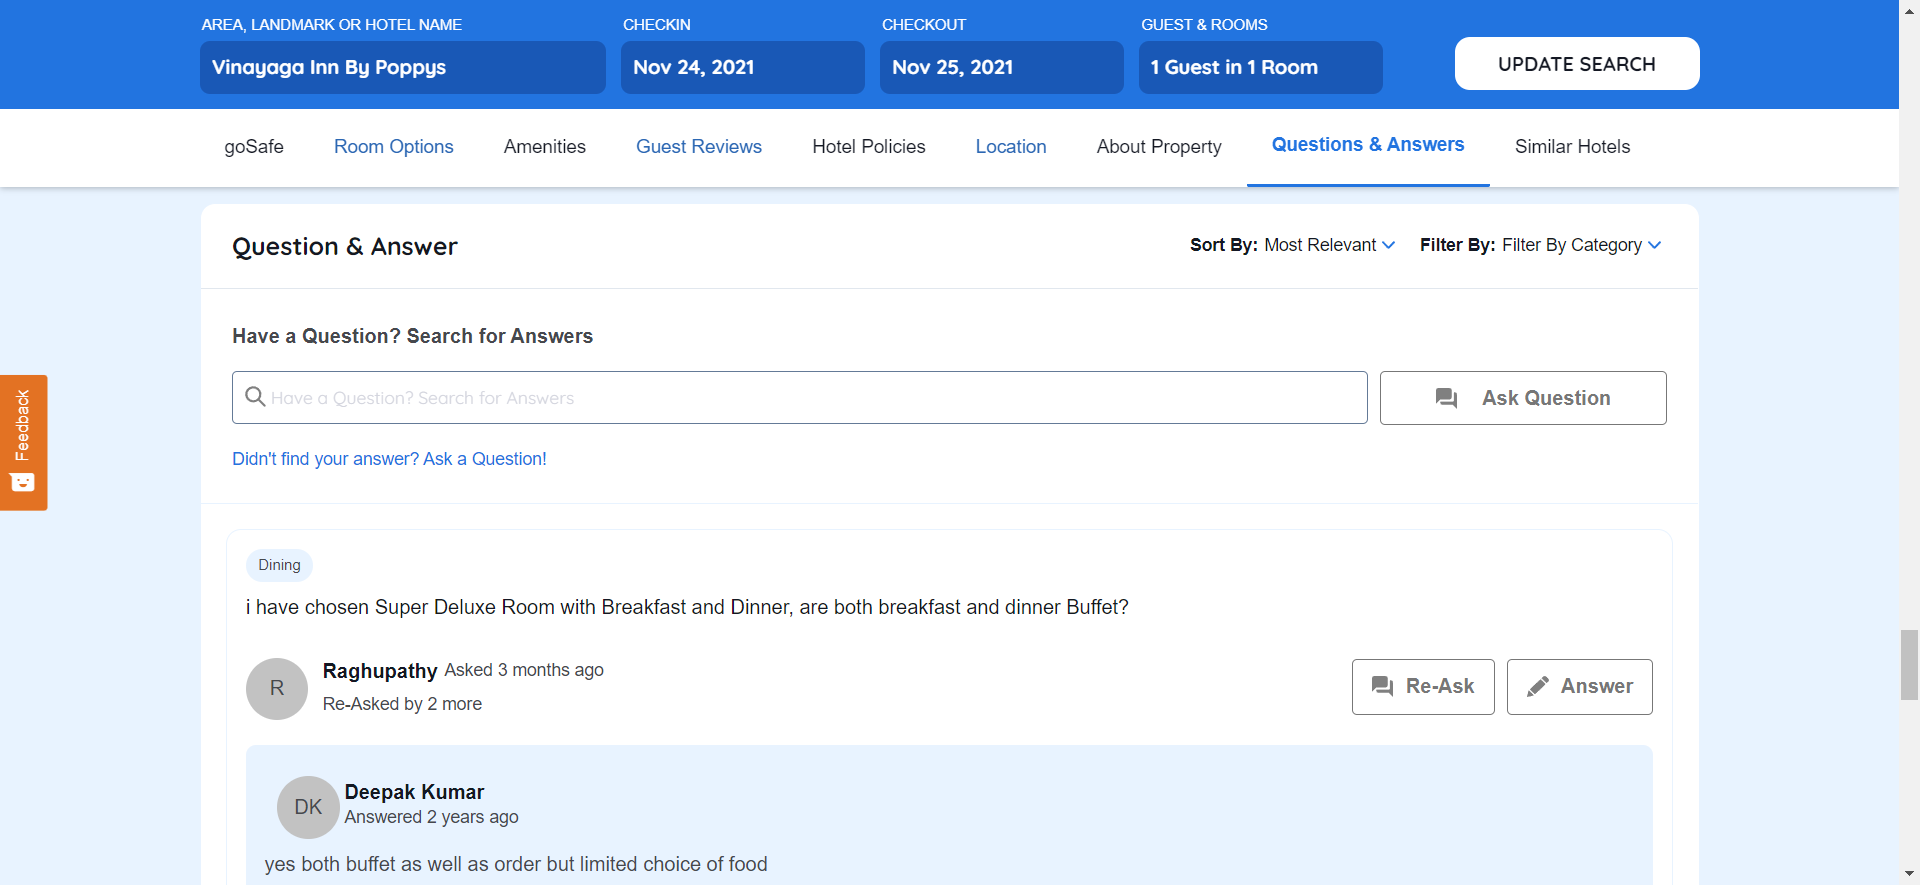 AREA, LANDMARK OR HOTEL NAME
CHECKIN
CHECKOUT
GUEST & ROOMS
Vinayaga Inn By Poppys
Nov 24, 2021
Nov 25, 2021
1 Guest in 1 Room
UPDATE SEARCH
goSafe
Room Options
Amenities
Guest Reviews
Hotel Policies
Location
About Property
Questions & Answers
Similar Hotels
Question & Answer
Sort By: Most Relevant
Filter By: Filter By Category
Have a Question? Search for Answers
Have a Question? Search for Answers
Ask Question
Didn't find your answer? Ask a Question!
Feedback
Dining
i have chosen Super Deluxe Room with Breakfast and Dinner, are both breakfast and dinner Buffet?
R
Raghupathy Asked 3 months ago
Re-Asked by 2 more
Re-Ask
Answer
DK
Deepak Kumar
Answered 2 years ago
yes both buffet as well as order but limited choice of food